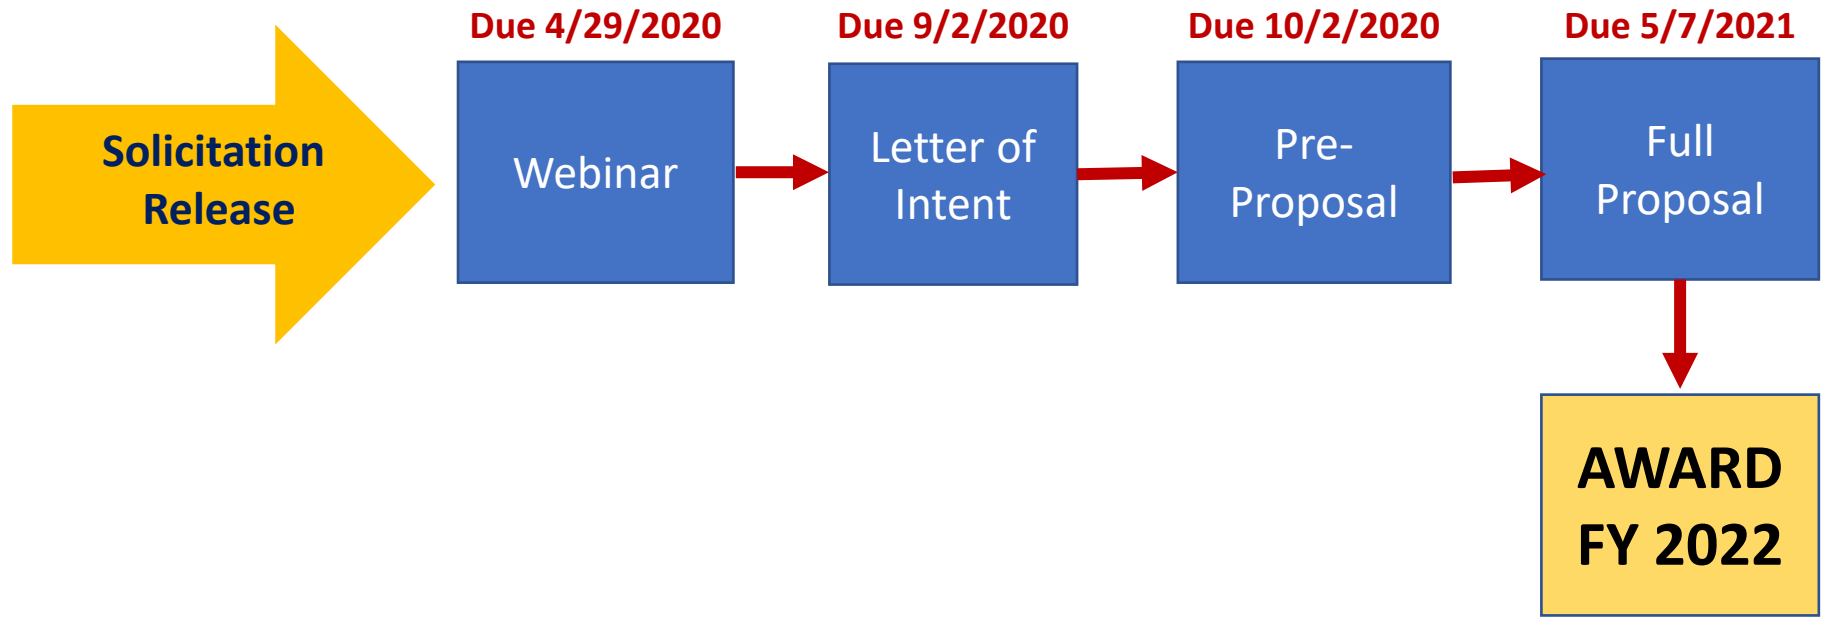 Solicitation
Release
Due 4/29/2020
Webinar
Due 9/2/2020
Letter of
Intent
Due 10/2/2020
Pre-
Proposal
Due 5/7/2021
Full
Proposal
AWARD
FY 2022